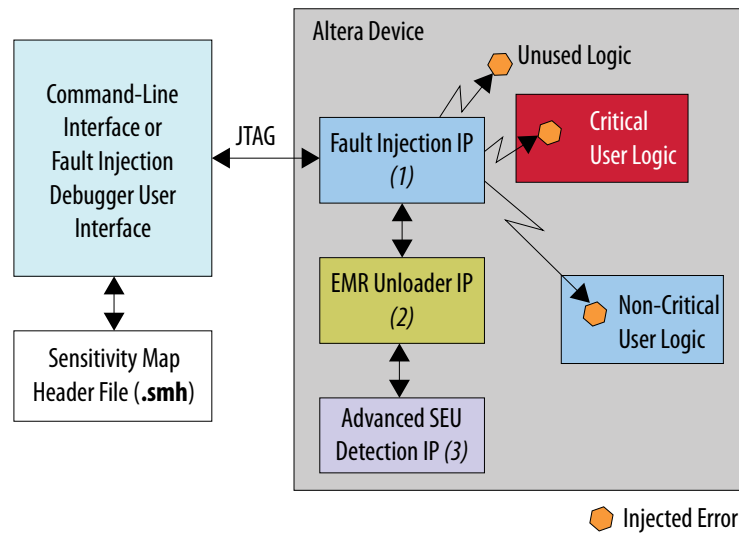 Altera Device
Unused Logic
Command-Line
Interface or
Fault Injection
Debugger User
Interface
JTAG
Fault Injection IP
(1)
Critical
User Logic
EMR Unloader IP
(2)
Non-Critical
User Logic
Sensitivity Map
Header File (.smh)
Advanced SEU
Detection IP (3)
Injected Error